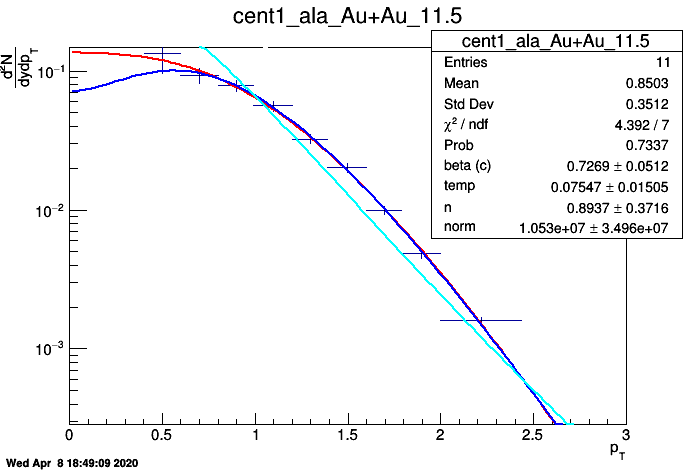 cent1_ala_Au+Au_11.5
cent1_ala_Au+Au_11.5
Entries 11
Mean 0.8503
Std Dev 0.3512
χ² / ndf 4.392 / 7
Prob 0.7337
beta (c) 0.7269 ± 0.0512
temp 0.07547 ± 0.01505
n 0.8937 ± 0.3716
norm 1.053e+07 ± 3.496e+07
d²N
dydp_T
10⁻¹
10⁻²
10⁻³
0 0.5 1 1.5 2 2.5 3
p_T
Wed Apr 8 18:49:09 2020